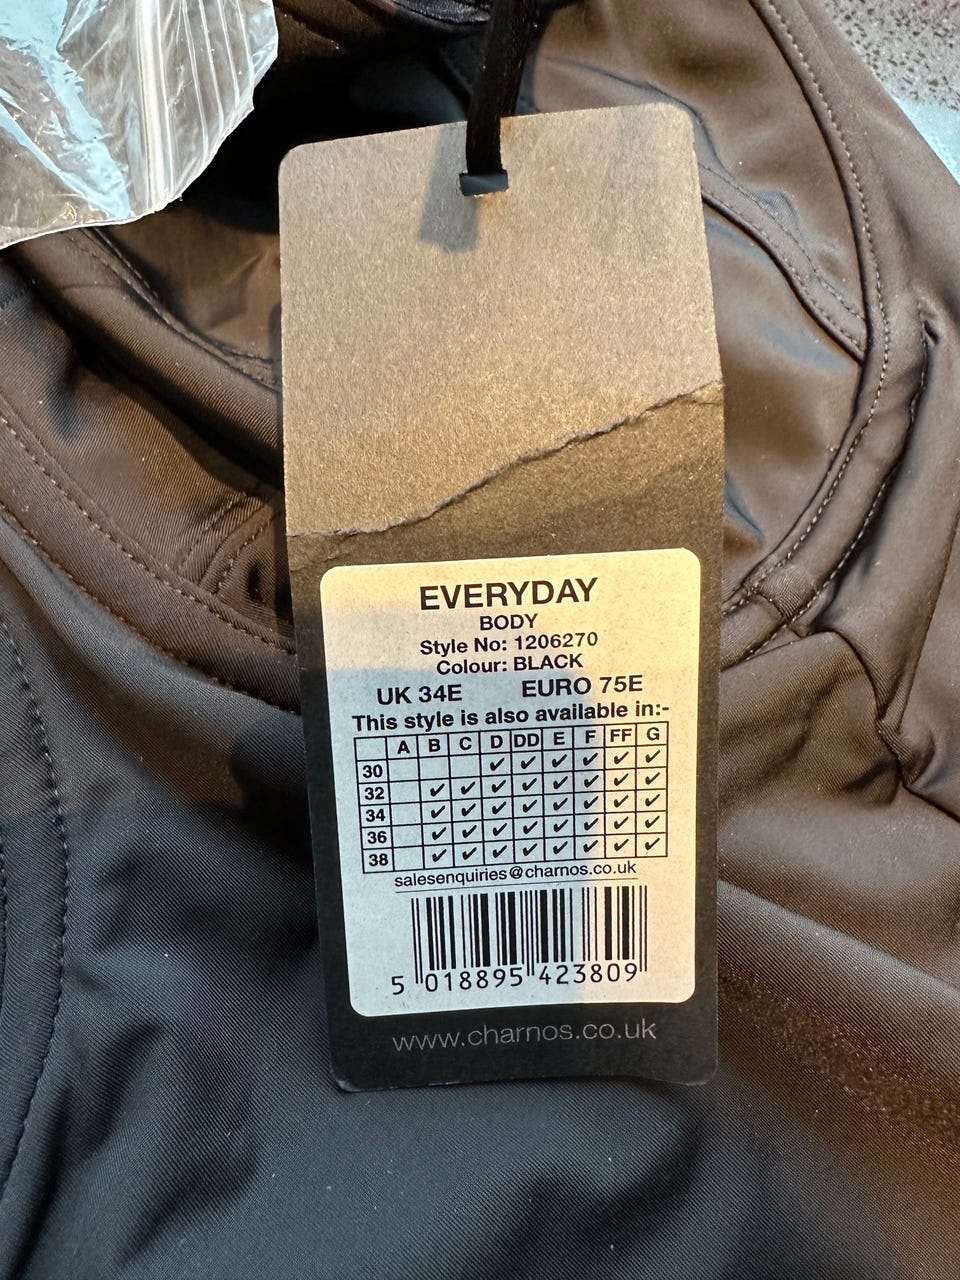 EVERYDAY
BODY
Style No: 1206270
Colour: BLACK
UK 34E EURO 75E
This style is also available in:-
A B C D DD E F FF G
30 ✓ ✓ ✓ ✓ ✓ ✓
32 ✓ ✓ ✓ ✓ ✓ ✓ ✓ ✓
34 ✓ ✓ ✓ ✓ ✓ ✓ ✓ ✓
36 ✓ ✓ ✓ ✓ ✓ ✓ ✓ ✓
38 ✓ ✓ ✓ ✓ ✓ ✓ ✓ ✓
salesenquiries@charnos.co.uk
5 018895 423809
www.charnos.co.uk